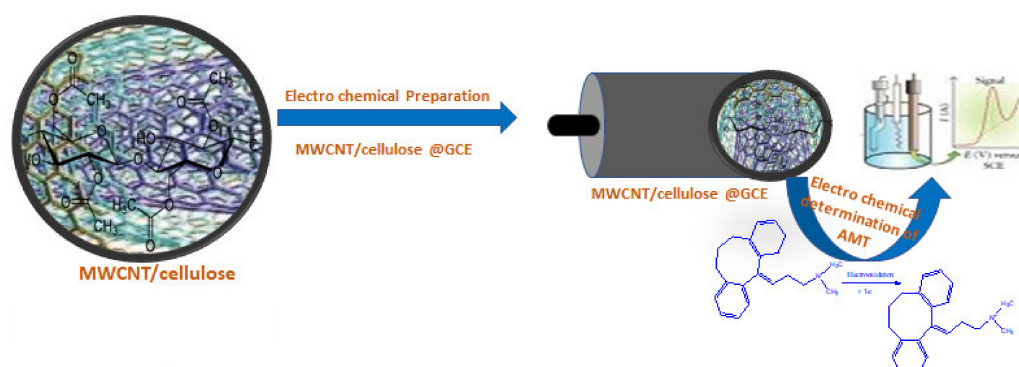 O
O
CH₃
HO
O
O
HO
O
O
H₃C
O
O
CH₃
O
MWCNT/cellulose
Electro chemical Preparation
MWCNT/cellulose @GCE
MWCNT/cellulose @GCE
Signal
I (A)
E (V) versus
SCE
Electro chemical
determination of
AMT
H₃C
N
CH₃
Electrooxidation
CH₃
N
CH₃